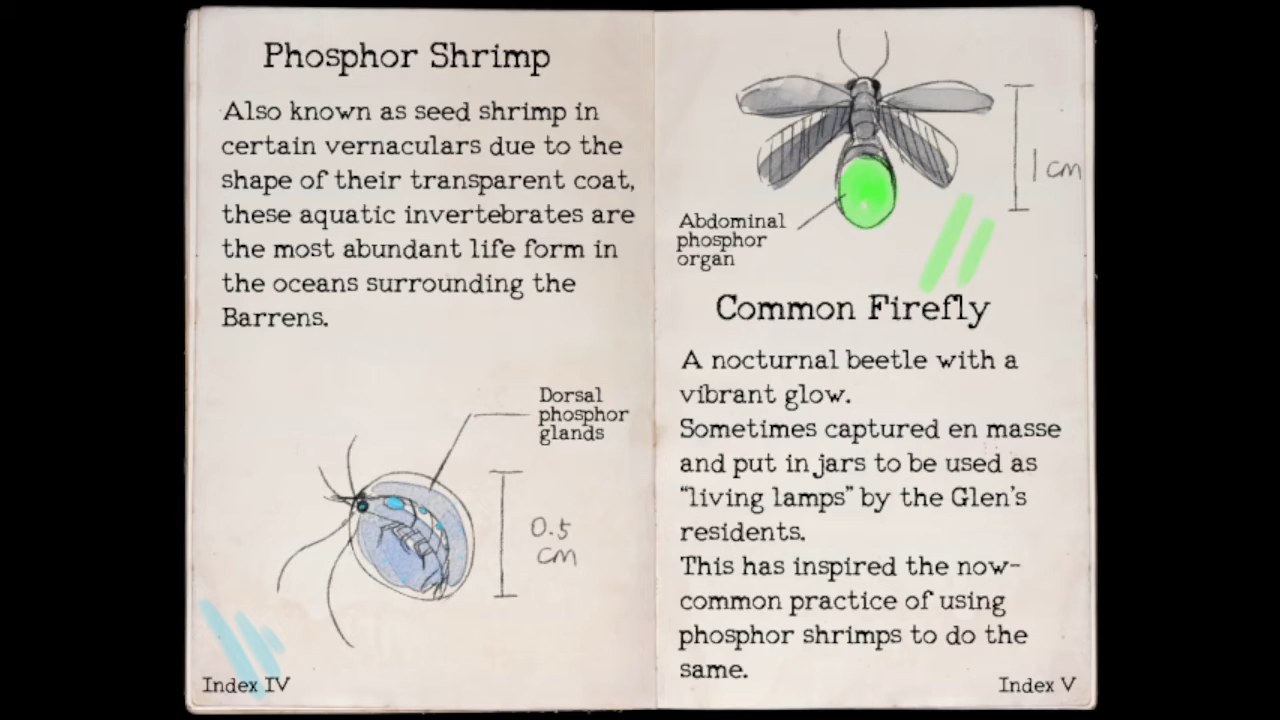 Phosphor Shrimp
Also known as seed shrimp in
certain vernaculars due to the
shape of their transparent coat,
these aquatic invertebrates are
the most abundant life form in
the oceans surrounding the
Barrens.
Dorsal
phosphor
glands
0.5
cm
Index IV
1 cm
Abdominal
phosphor
organ
Common Firefly
A nocturnal beetle with a
vibrant glow.
Sometimes captured en masse
and put in jars to be used as
“living lamps” by the Glen's
residents.
This has inspired the now-
common practice of using
phosphor shrimps to do the
same.
Index V